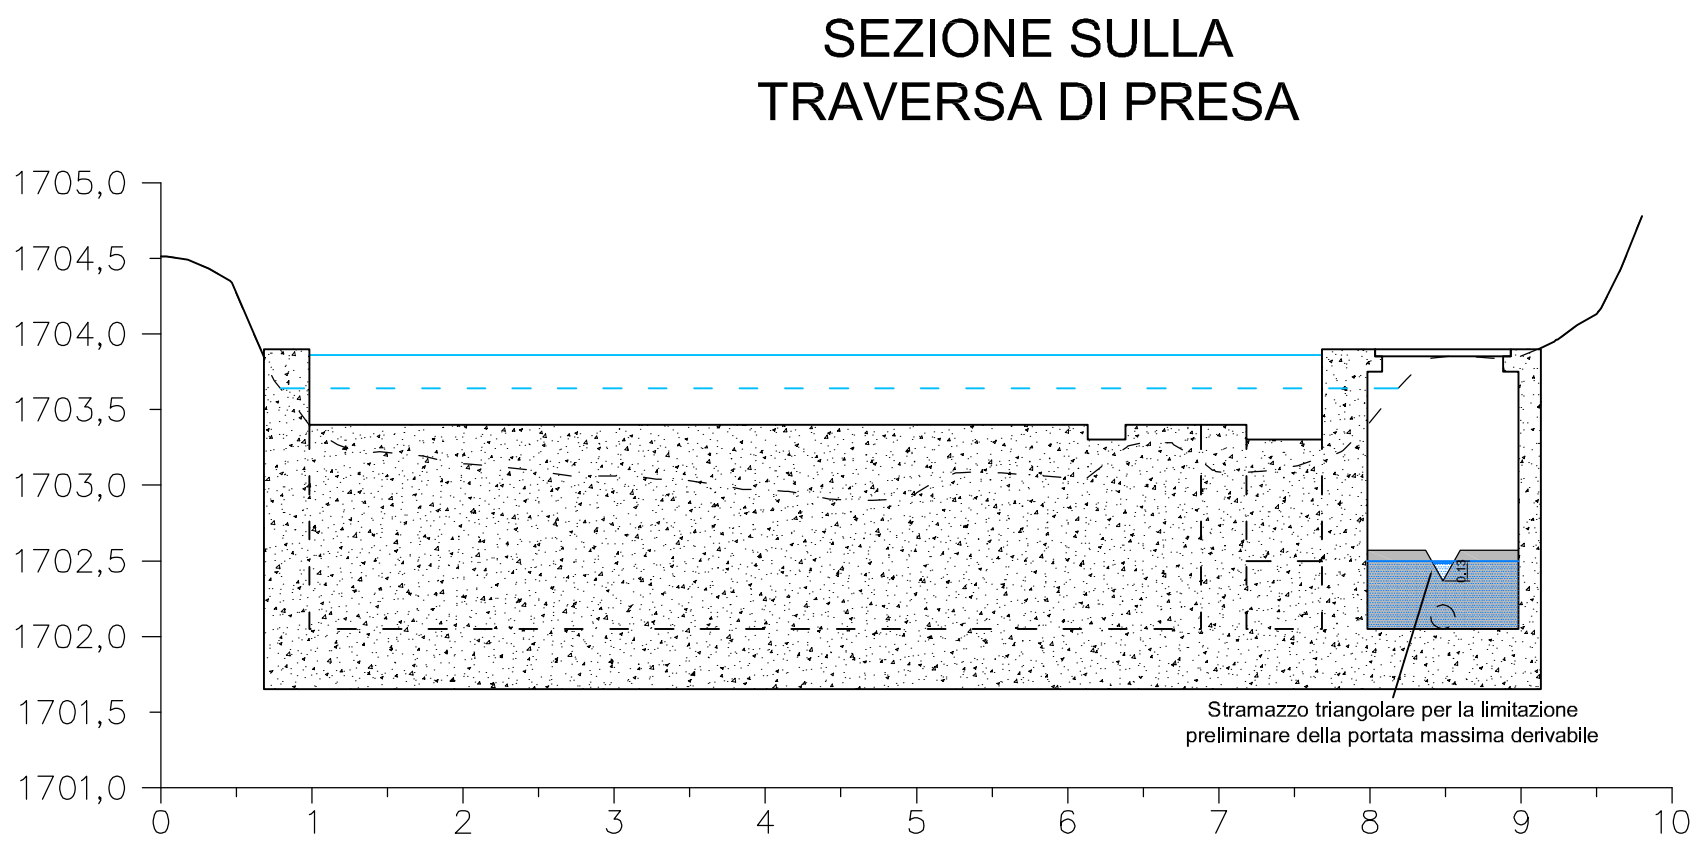 SEZIONE SULLA
TRAVERSA DI PRESA
1705,0
1704,5
1704,0
1703,5
1703,0
1702,5
0.13
1702,0
1701,5
Stramazzo triangolare per la limitazione
preliminare della portata massima derivabile
1701,0
0 1 2 3 4 5 6 7 8 9 10